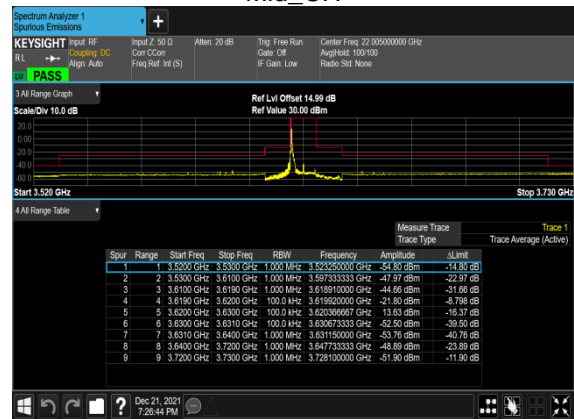 Spectrum Analyzer 1
Spurious Emissions
+
KEYSIGHT Input: RF Input Z: 50 Ω Atten: 20 dB Trig: Free Run Center Freq: 22.005000000 GHz
RL Coupling: DC Corr CCorr Gate: Off Avg|Hold: 100/100
Align: Auto Freq Ref: Int (S) IF Gain: Low Radio Std: None
PASS
3 All Range Graph
Ref Lvl Offset 14.99 dB
Scale/Div 10.0 dB Ref Value 30.00 dBm
20.0
0.00
-20.0
-40.0
-60.0
Start 3.520 GHz Stop 3.730 GHz
4 All Range Table
Measure Trace Trace 1
Trace Type Trace Average (Active)
Spur Range Start Freq Stop Freq RBW Frequency Amplitude ΔLimit
1 1 3.5200 GHz 3.5300 GHz 1.000 MHz 3.523250000 GHz -54.80 dBm -14.80 dB
2 2 3.5300 GHz 3.6100 GHz 1.000 MHz 3.597333333 GHz -47.97 dBm -22.97 dB
3 3 3.6100 GHz 3.6190 GHz 1.000 MHz 3.618910000 GHz -44.66 dBm -31.66 dB
4 4 3.6190 GHz 3.6200 GHz 100.0 kHz 3.619920000 GHz -21.80 dBm -8.798 dB
5 5 3.6200 GHz 3.6300 GHz 100.0 kHz 3.620366667 GHz 13.63 dBm -16.37 dB
6 6 3.6300 GHz 3.6310 GHz 100.0 kHz 3.630673333 GHz -52.50 dBm -39.50 dB
7 7 3.6310 GHz 3.6400 GHz 1.000 MHz 3.631150000 GHz -53.76 dBm -40.76 dB
8 8 3.6400 GHz 3.7200 GHz 1.000 MHz 3.647733333 GHz -48.89 dBm -23.89 dB
9 9 3.7200 GHz 3.7300 GHz 1.000 MHz 3.728100000 GHz -51.90 dBm -11.90 dB
? Dec 21, 2021
7:26:44 PM